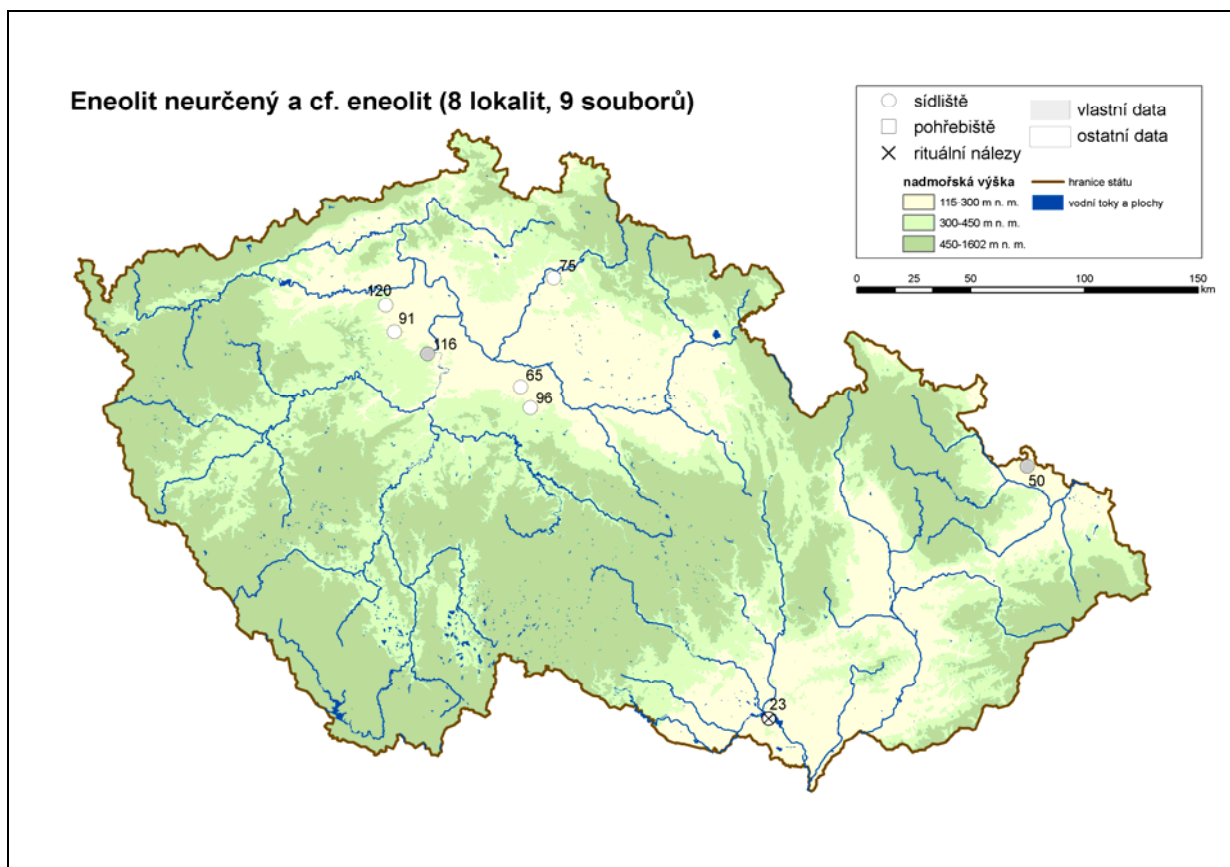 Eneolit neurčený a cf. eneolit (8 lokalit, 9 souborů)
sídliště
pohřebiště
rituální nálezy
vlastní data
ostatní data
nadmořská výška
115-300 m n. m.
300-450 m n. m.
450-1602 m n. m.
hranice státu
vodní toky a plochy
0 25 50 100 150
km
75
120
91
116
65
96
50
23